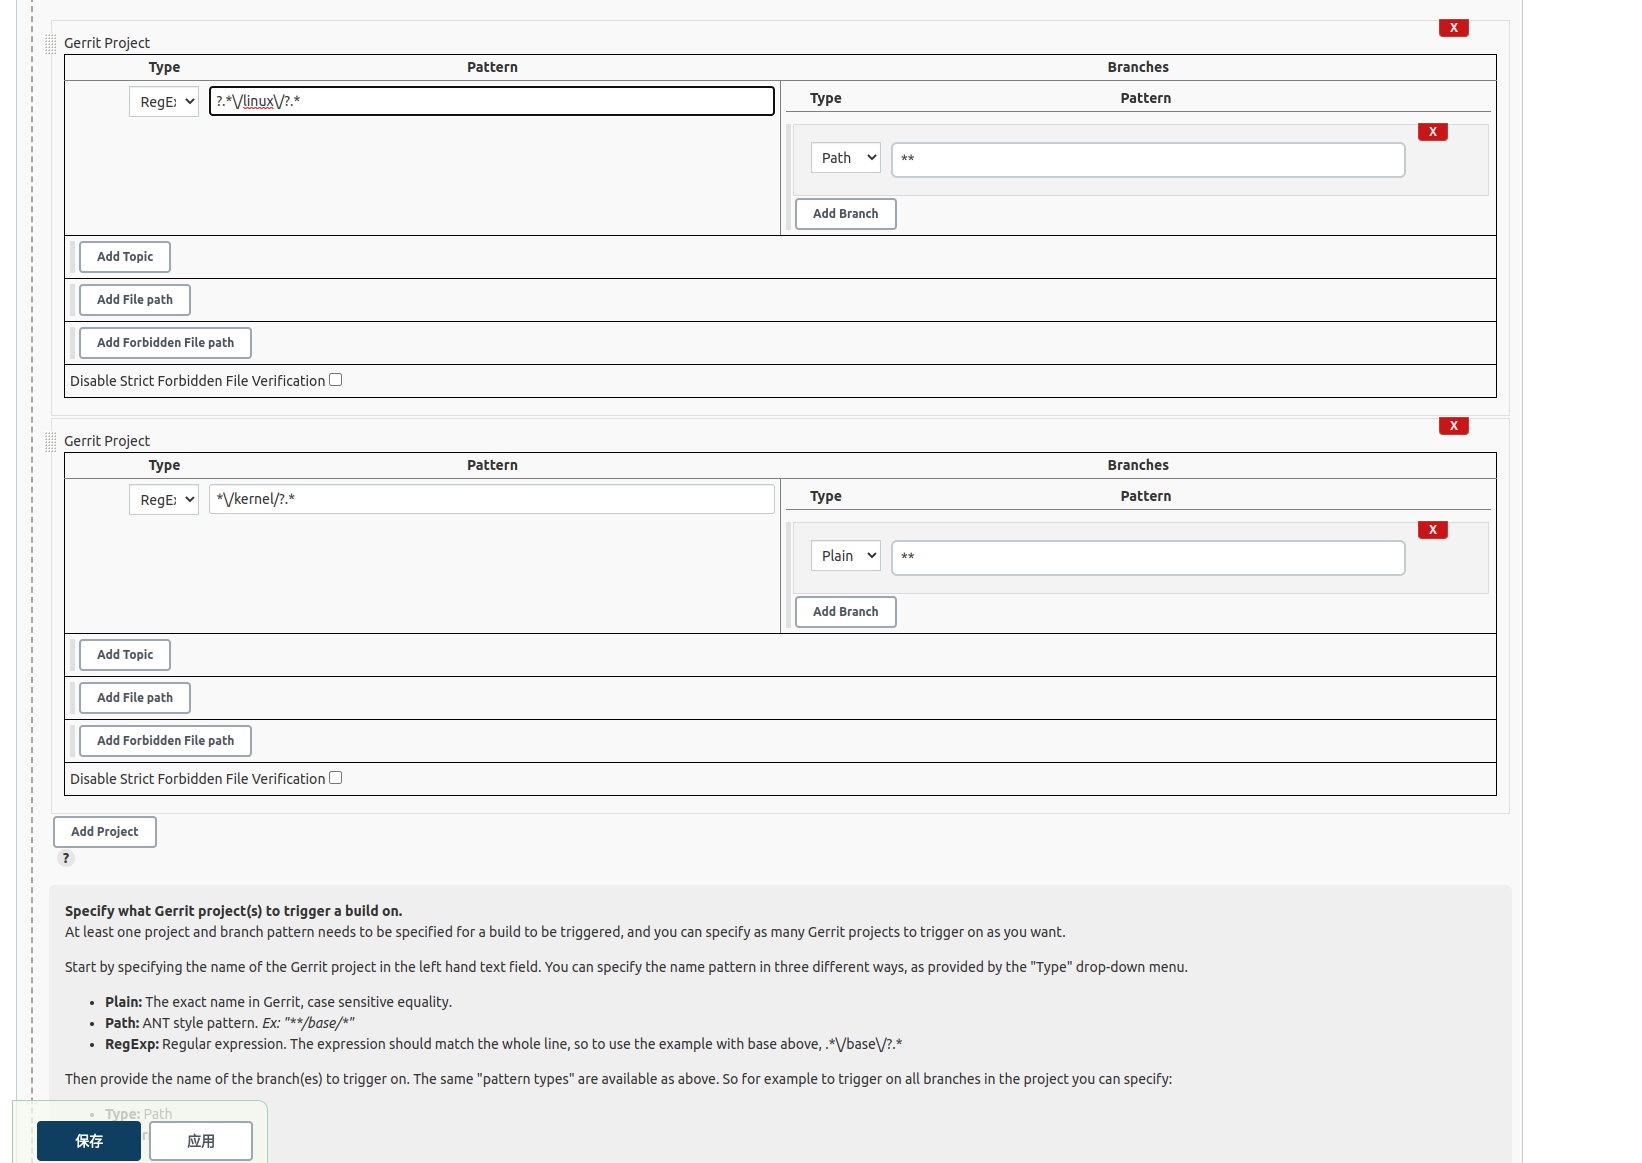 X
Gerrit Project
Type Pattern Branches
RegEx ?.*\/linux\/?.* Type Pattern
X
Path **
Add Branch
Add Topic
Add File path
Add Forbidden File path
Disable Strict Forbidden File Verification
X
Gerrit Project
Type Pattern Branches
RegEx *\/kernel/?.* Type Pattern
X
Plain **
Add Branch
Add Topic
Add File path
Add Forbidden File path
Disable Strict Forbidden File Verification
Add Project
?
Specify what Gerrit project(s) to trigger a build on.
At least one project and branch pattern needs to be specified for a build to be triggered, and you can specify as many Gerrit projects to trigger on as you want.
Start by specifying the name of the Gerrit project in the left hand text field. You can specify the name pattern in three different ways, as provided by the "Type" drop-down menu.
• Plain: The exact name in Gerrit, case sensitive equality.
• Path: ANT style pattern. Ex: "**/base/*"
• RegExp: Regular expression. The expression should match the whole line, so to use the example with base above, .*\/base\/?.*
Then provide the name of the branch(es) to trigger on. The same "pattern types" are available as above. So for example to trigger on all branches in the project you can specify:
• Type: Path
保存 应用